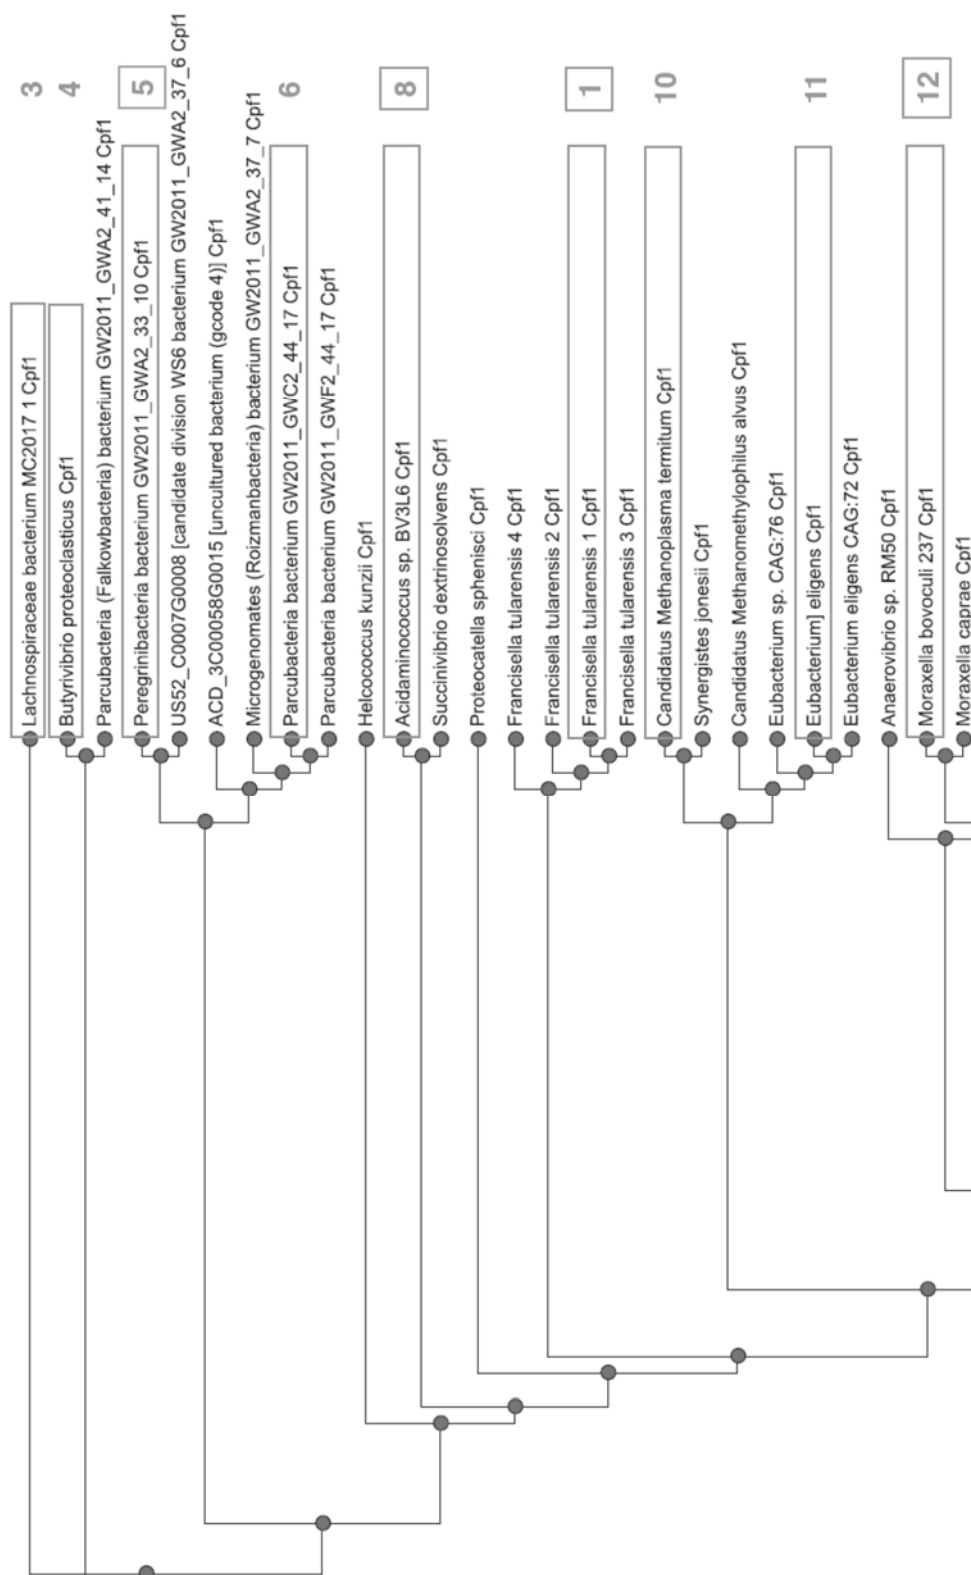 Lachnospiraceae bacterium MC2017 1 Cpf1 3
Butyrivibrio proteoclasticus Cpf1 4
Parcubacteria (Falkowbacteria) bacterium GW2011_GWA2_41_14 Cpf1
Peregrinibacteria bacterium GW2011_GWA2_33_10 Cpf1 5
US52_C0007G0008 [candidate division WS6 bacterium GW2011_GWA2_37_6 Cpf1
ACD_3C00058G0015 [uncultured bacterium (gcode 4)] Cpf1
Microgenomates (Roizmanbacteria) bacterium GW2011_GWA2_37_7 Cpf1
Parcubacteria bacterium GW2011_GWC2_44_17 Cpf1 6
Parcubacteria bacterium GW2011_GWF2_44_17 Cpf1
Helcococcus kunzii Cpf1
Acidaminococcus sp. BV3L6 Cpf1 8
Succinivibrio dextrinosolvens Cpf1
Proteocatella sphenisci Cpf1
Francisella tularensis 4 Cpf1
Francisella tularensis 2 Cpf1
Francisella tularensis 1 Cpf1 1
Francisella tularensis 3 Cpf1
Candidatus Methanoplasma termitum Cpf1 10
Synergistes jonesii Cpf1
Candidatus Methanomethylophilus alvus Cpf1
Eubacterium sp. CAG:76 Cpf1
Eubacterium] eligens Cpf1 11
Eubacterium eligens CAG:72 Cpf1
Anaerovibrio sp. RM50 Cpf1
Moraxella bovoculi 237 Cpf1 12
Moraxella caprae Cpf1